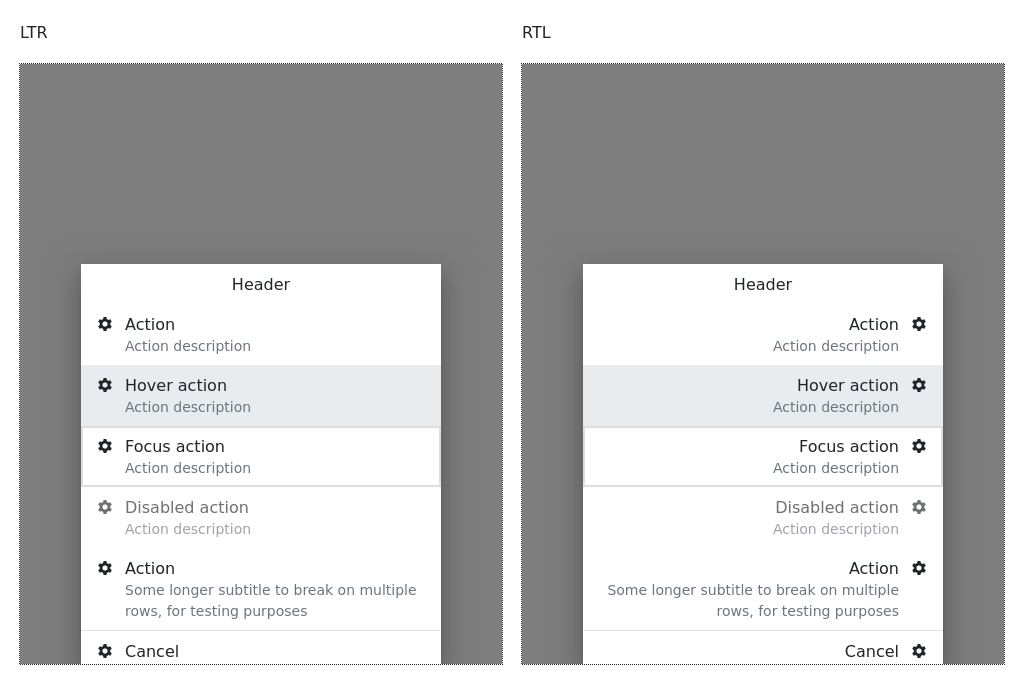 LTR
Header
Action
Action description
Hover action
Action description
Focus action
Action description
Disabled action
Action description
Action
Some longer subtitle to break on multiple
rows, for testing purposes
Cancel
RTL
Header
Action
Action description
Hover action
Action description
Focus action
Action description
Disabled action
Action description
Action
Some longer subtitle to break on multiple
rows, for testing purposes
Cancel